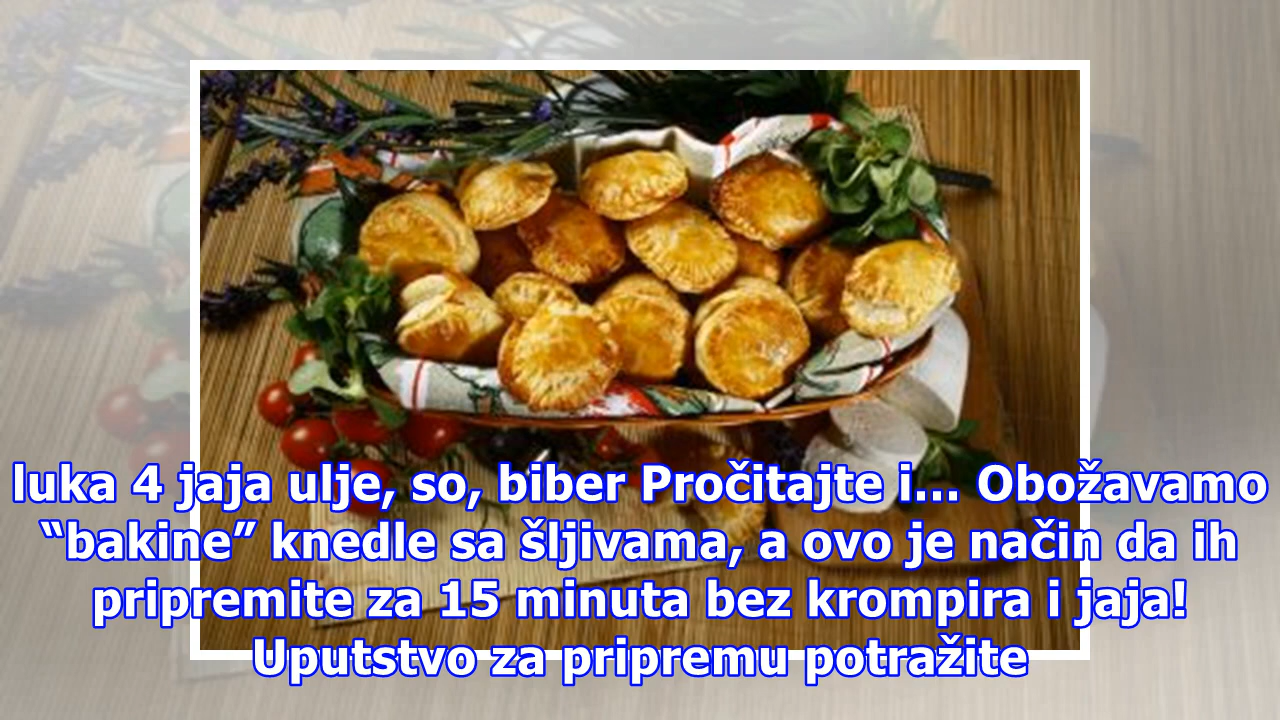 luka 4 jaja ulje, so, biber Pročitajte i... Obožavamo
“bakine” knedle sa šljivama, a ovo je način da ih
pripremite za 15 minuta bez krompira i jaja!
Uputstvo za pripremu potražite